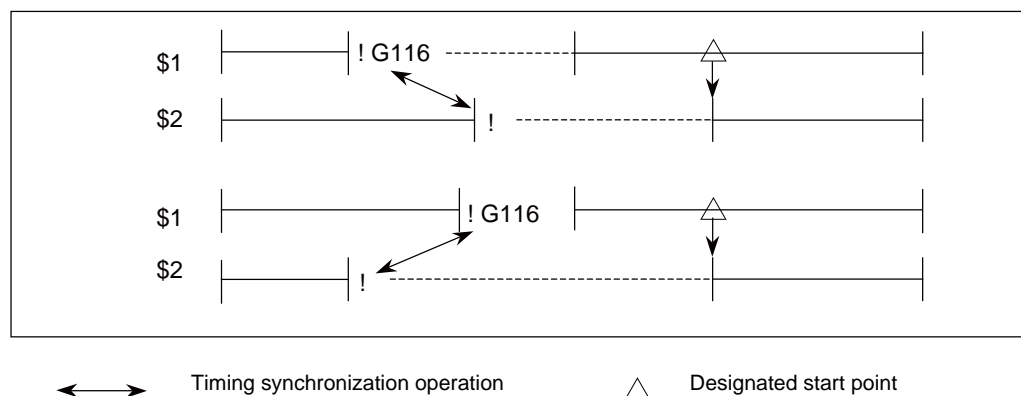 $1 ! G116
$2 !
$1 ! G116
$2 !
Timing synchronization operation Designated start point